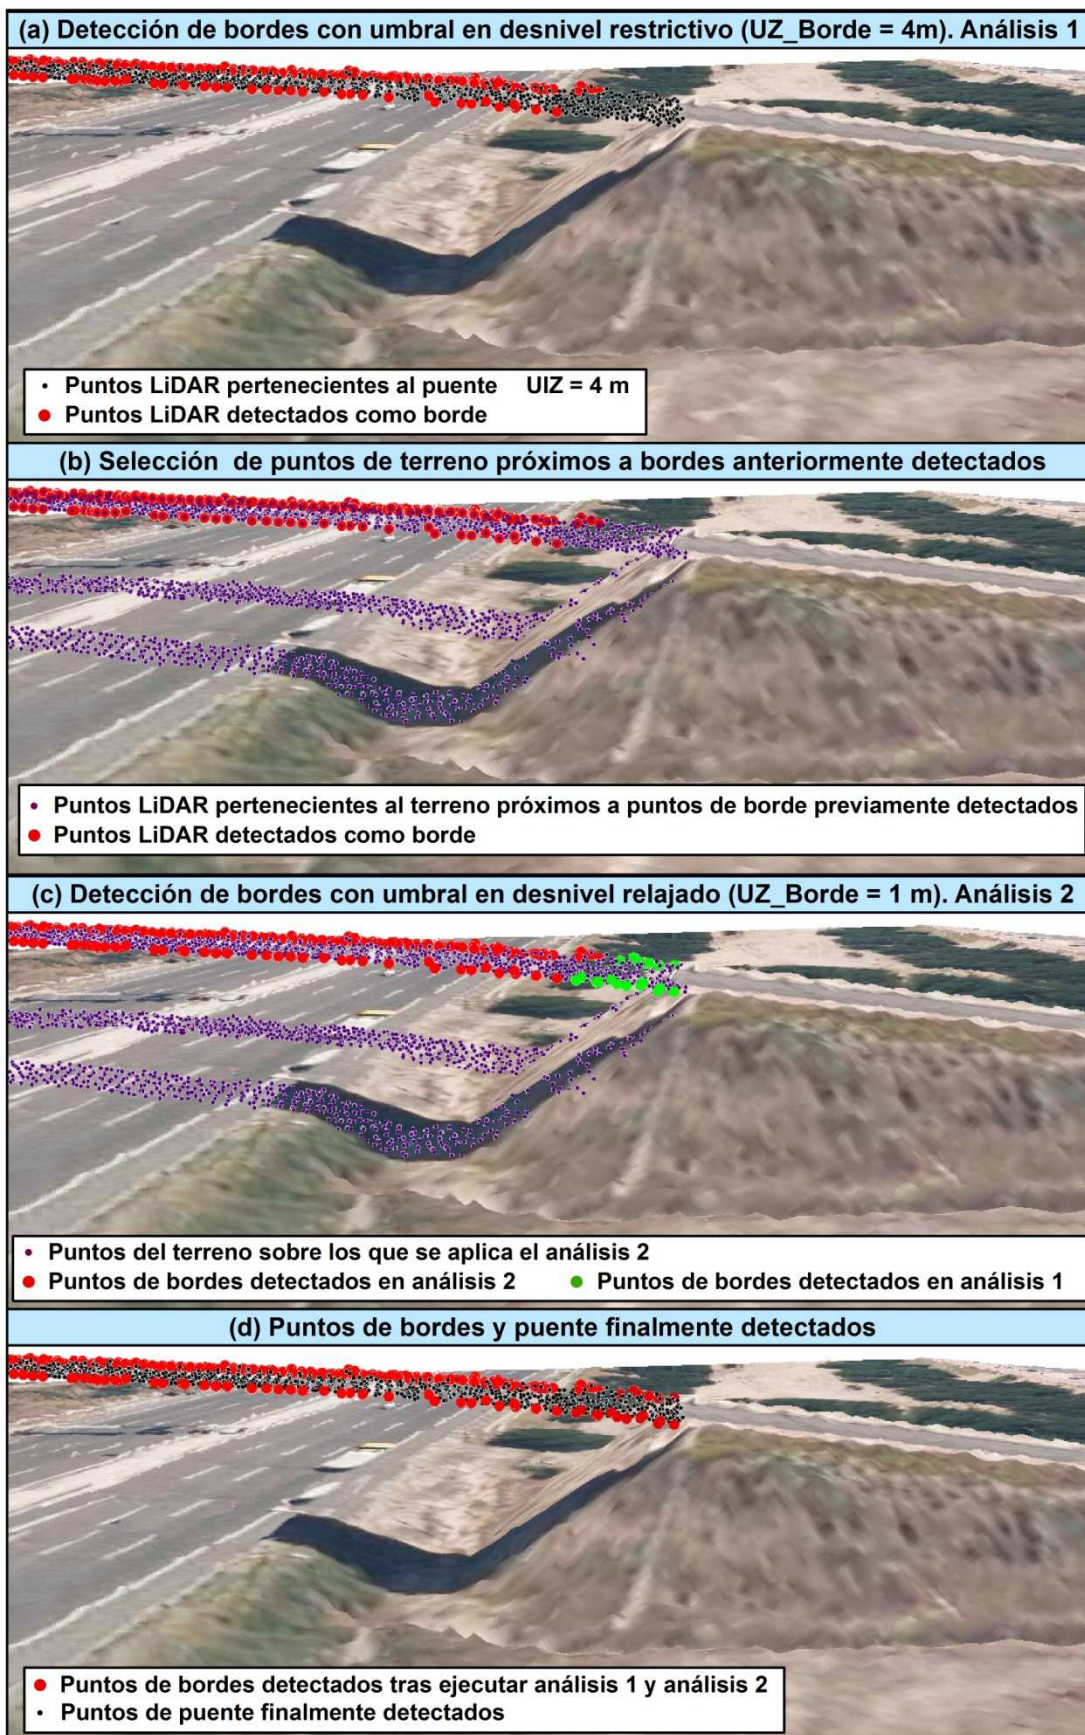 (a) Detección de bordes con umbral en desnivel restrictivo (UZ_Borde = 4m). Análisis 1
Puntos LiDAR pertenecientes al puente UIZ = 4 m
Puntos LiDAR detectados como borde
(b) Selección de puntos de terreno próximos a bordes anteriormente detectados
Puntos LiDAR pertenecientes al terreno próximos a puntos de borde previamente detectados
Puntos LiDAR detectados como borde
(c) Detección de bordes con umbral en desnivel relajado (UZ_Borde = 1 m). Análisis 2
Puntos del terreno sobre los que se aplica el análisis 2
Puntos de bordes detectados en análisis 2 Puntos de bordes detectados en análisis 1
(d) Puntos de bordes y puente finalmente detectados
Puntos de bordes detectados tras ejecutar análisis 1 y análisis 2
Puntos de puente finalmente detectados